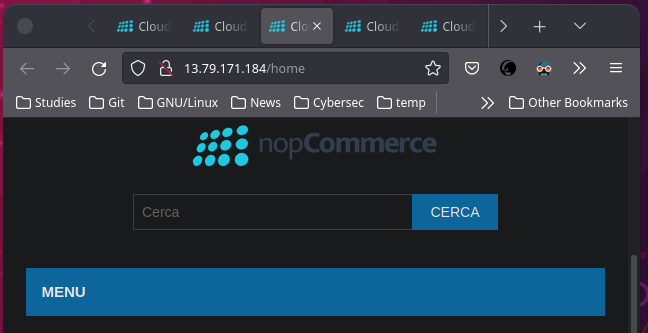 Cloud Cloud Clo Cloud Cloud
13.79.171.184/home
Studies Git GNU/Linux News Cybersec temp Other Bookmarks
nopCommerce
Cerca CERCA
MENU